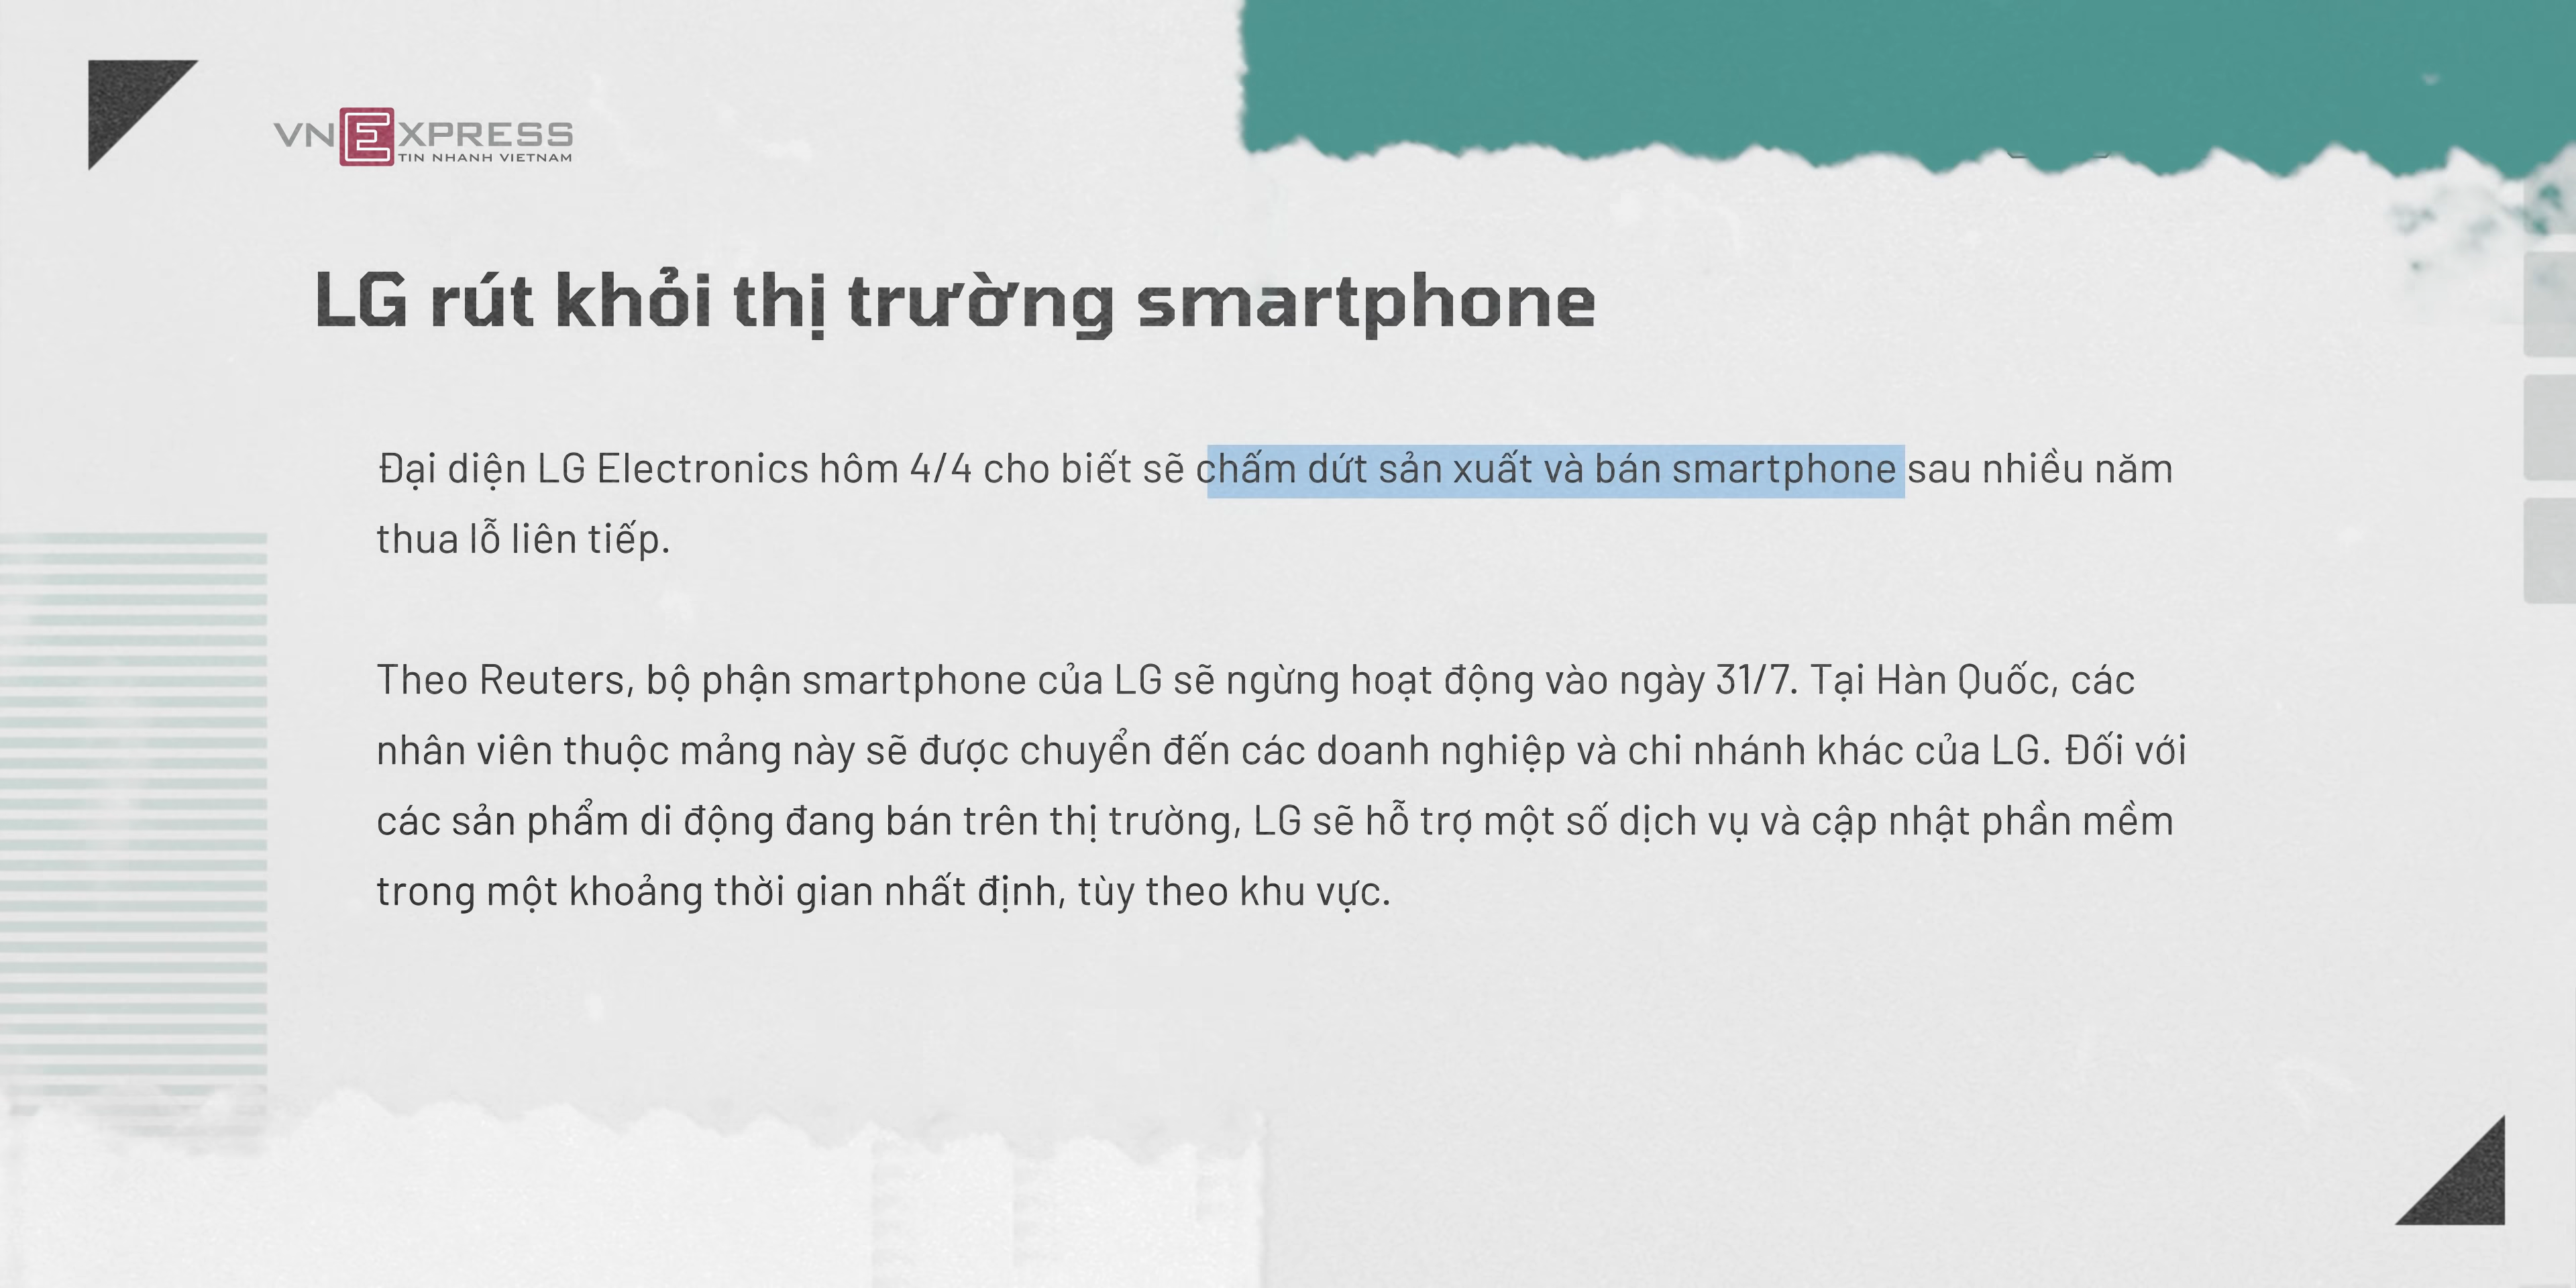 VNEXPRESS
TIN NHANH VIETNAM
LG rút khỏi thị trường smartphone
Đại diện LG Electronics hôm 4/4 cho biết sẽ chấm dứt sản xuất và bán smartphone sau nhiều năm
thua lỗ liên tiếp.
Theo Reuters, bộ phận smartphone của LG sẽ ngừng hoạt động vào ngày 31/7. Tại Hàn Quốc, các
nhân viên thuộc mảng này sẽ được chuyển đến các doanh nghiệp và chi nhánh khác của LG. Đối với
các sản phẩm di động đang bán trên thị trường, LG sẽ hỗ trợ một số dịch vụ và cập nhật phần mềm
trong một khoảng thời gian nhất định, tùy theo khu vực.